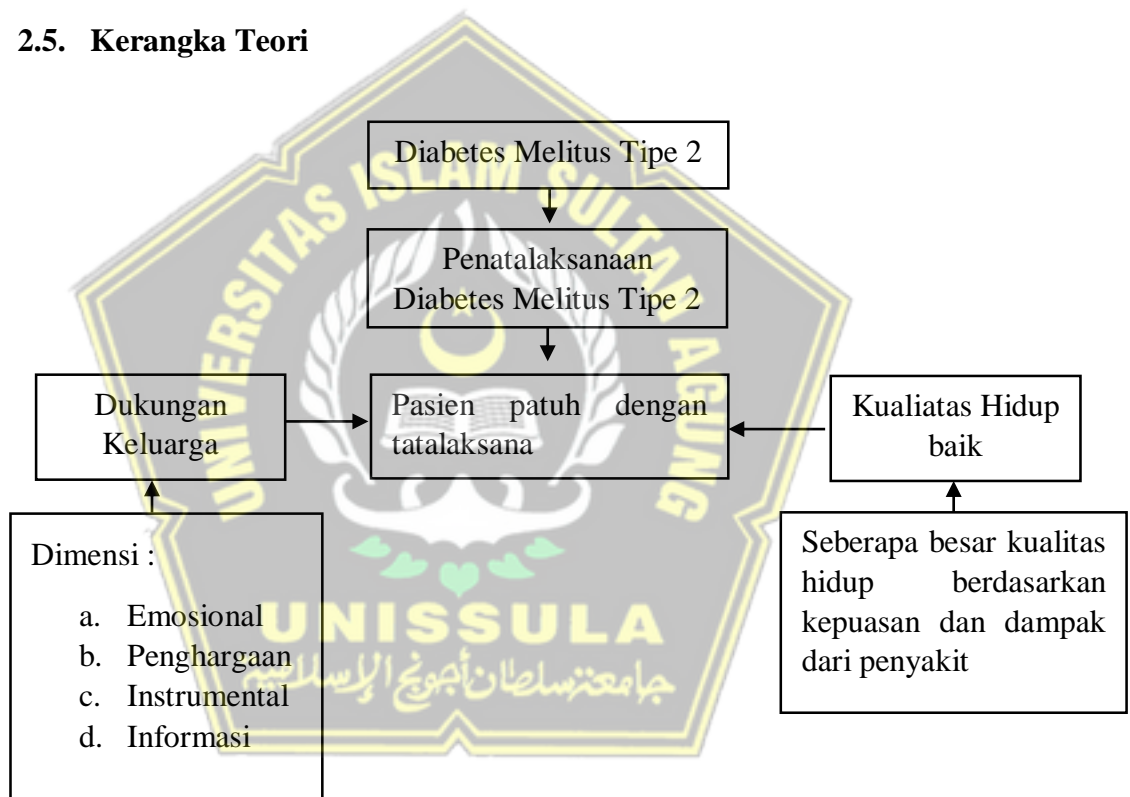 2.5. Kerangka Teori
Diabetes Melitus Tipe 2
Penatalaksanaan
Diabetes Melitus Tipe 2
Dukungan
Keluarga
Pasien patuh dengan
tatalaksana
Kualiatas Hidup
baik
Dimensi :
a. Emosional
b. Penghargaan
c. Instrumental
d. Informasi
Seberapa besar kualitas
hidup berdasarkan
kepuasan dan dampak
dari penyakit
UNIVERSITAS ISLAM SULTAN AGUNG
UNISSULA
جامعة سلطان أجونج الإسلامية